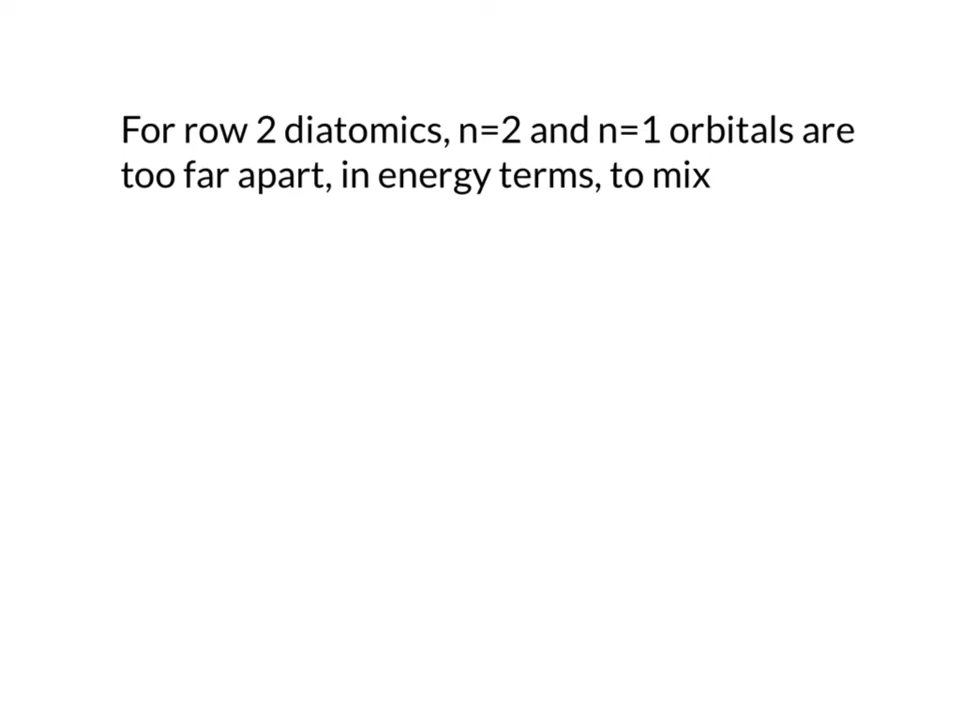 For row 2 diatomics, n=2 and n=1 orbitals are
too far apart, in energy terms, to mix